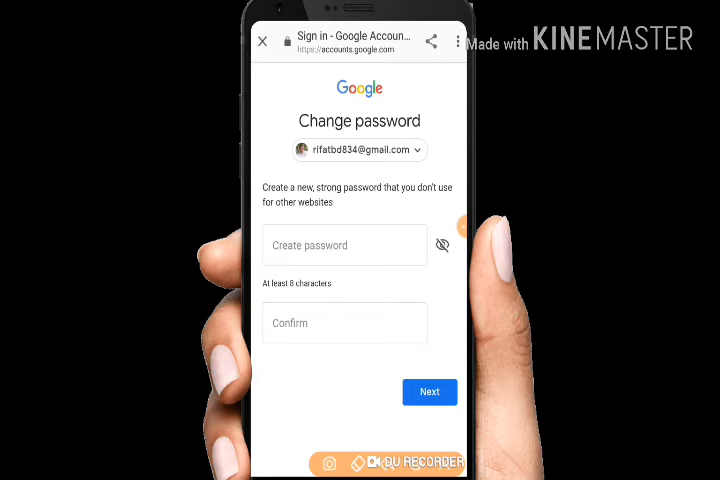 Sign in - Google Accoun...
https://accounts.google.com
Made with KINEMASTER
Google
Change password
rifatbd834@gmail.com
Create a new, strong password that you don't use
for other websites
Create password
At least 8 characters
Confirm
Next
DU RECORDER